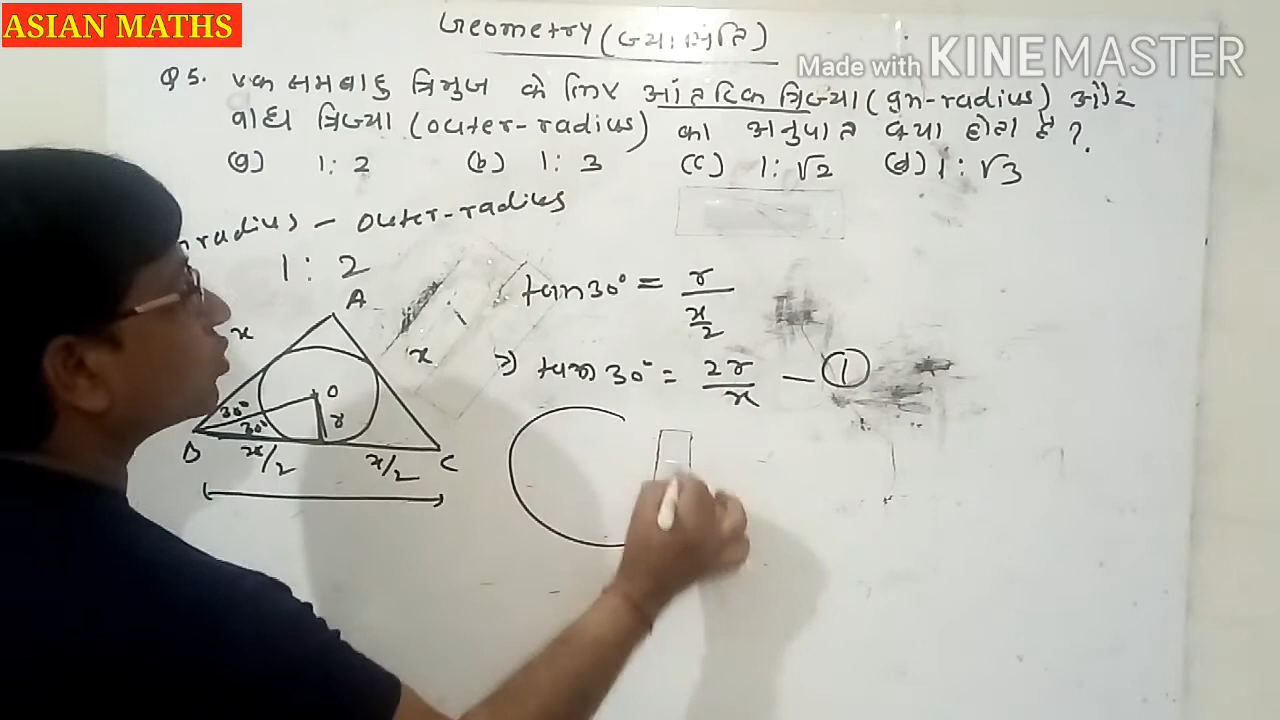 ASIAN MATHS
Geometry (ज्यामिति)
Made with KINEMASTER
Q 5. एक समबाहु त्रिभुज के लिए आंतरिक त्रिज्या (In-radius) और
बाह्य त्रिज्या (outer-radius) का अनुपात क्या होता है?
(a) 1 : 2 (b) 1 : 3 (c) 1 : √2 (d) 1 : √3
radius - outer-radius
1 : 2
tan30° = r / x/2
⇒ tan30° = 2r/x - ①
A
x
x
O
30°
30°
r
B
x/2
x/2
C